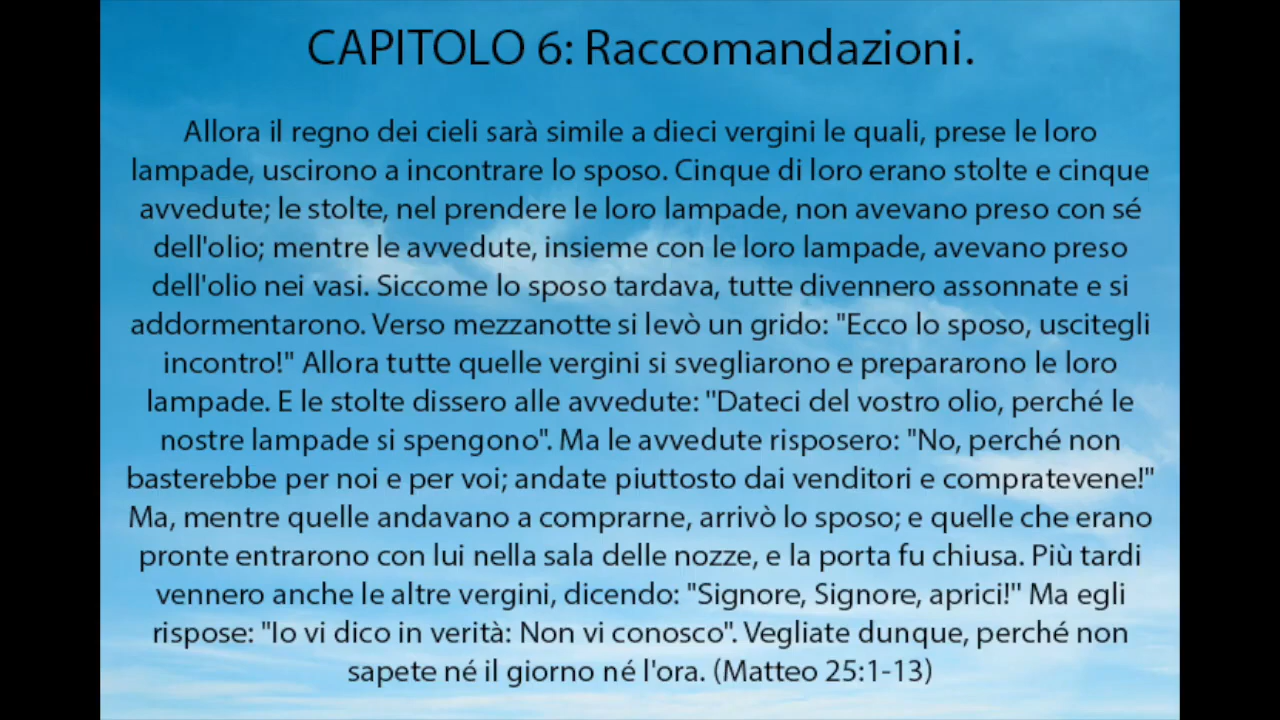 CAPITOLO 6: Raccomandazioni.
Allora il regno dei cieli sarà simile a dieci vergini le quali, prese le loro
lampade, uscirono a incontrare lo sposo. Cinque di loro erano stolte e cinque
avvedute; le stolte, nel prendere le loro lampade, non avevano preso con sé
dell'olio; mentre le avvedute, insieme con le loro lampade, avevano preso
dell'olio nei vasi. Siccome lo sposo tardava, tutte divennero assonnate e si
addormentarono. Verso mezzanotte si levò un grido: "Ecco lo sposo, uscitegli
incontro!" Allora tutte quelle vergini si svegliarono e prepararono le loro
lampade. E le stolte dissero alle avvedute: "Dateci del vostro olio, perché le
nostre lampade si spengono". Ma le avvedute risposero: "No, perché non
basterebbe per noi e per voi; andate piuttosto dai venditori e compratevene!"
Ma, mentre quelle andavano a comprarne, arrivò lo sposo; e quelle che erano
pronte entrarono con lui nella sala delle nozze, e la porta fu chiusa. Più tardi
vennero anche le altre vergini, dicendo: "Signore, Signore, aprici!" Ma egli
rispose: "Io vi dico in verità: Non vi conosco". Vegliate dunque, perché non
sapete né il giorno né l'ora. (Matteo 25:1-13)